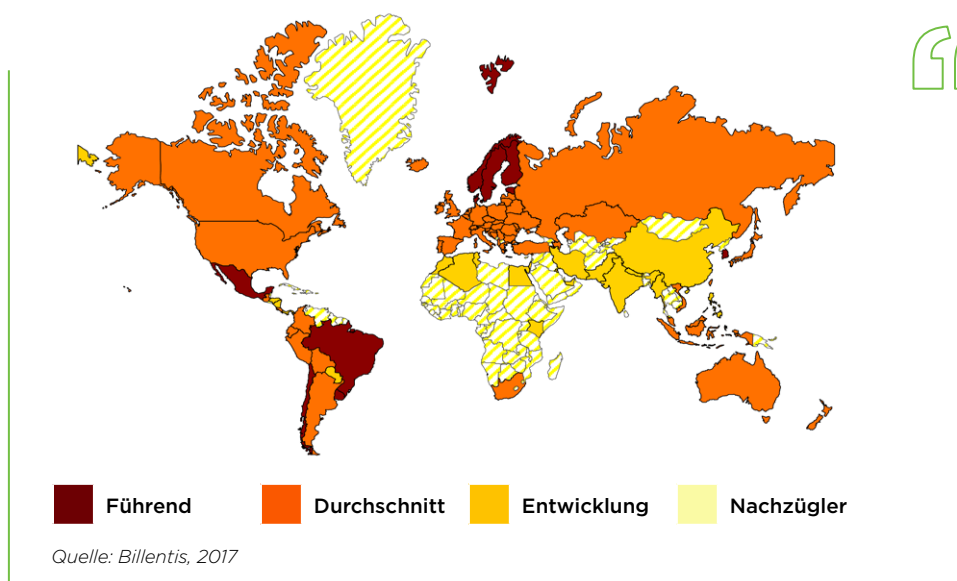 “
Führend
Durchschnitt
Entwicklung
Nachzügler
Quelle: Billentis, 2017